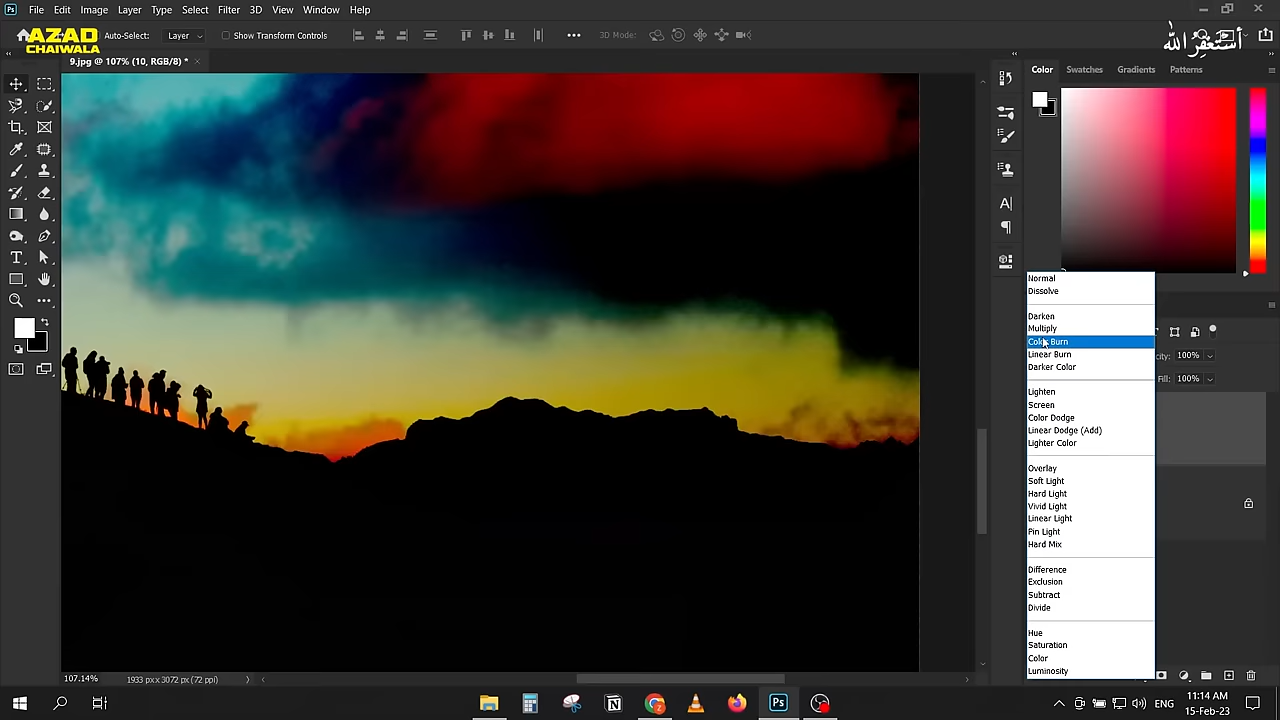 Ps File Edit Image Layer Type Select Filter 3D View Window Help
AZAD
CHAIWALA
Auto-Select: Layer Show Transform Controls 3D Mode:
أستغفر الله
9.jpg @ 107% (10, RGB/8) *
Color Swatches Gradients Patterns
Normal
Dissolve
Darken
Multiply
Color Burn
Linear Burn
Darker Color
Lighten
Screen
Color Dodge
Linear Dodge (Add)
Lighter Color
Overlay
Soft Light
Hard Light
Vivid Light
Linear Light
Pin Light
Hard Mix
Difference
Exclusion
Subtract
Divide
Hue
Saturation
Color
Luminosity
100%
Fill: 100%
107.14% 1933 px x 3072 px (72 ppi)
Ps
ENG
11:14 AM
15-Feb-23